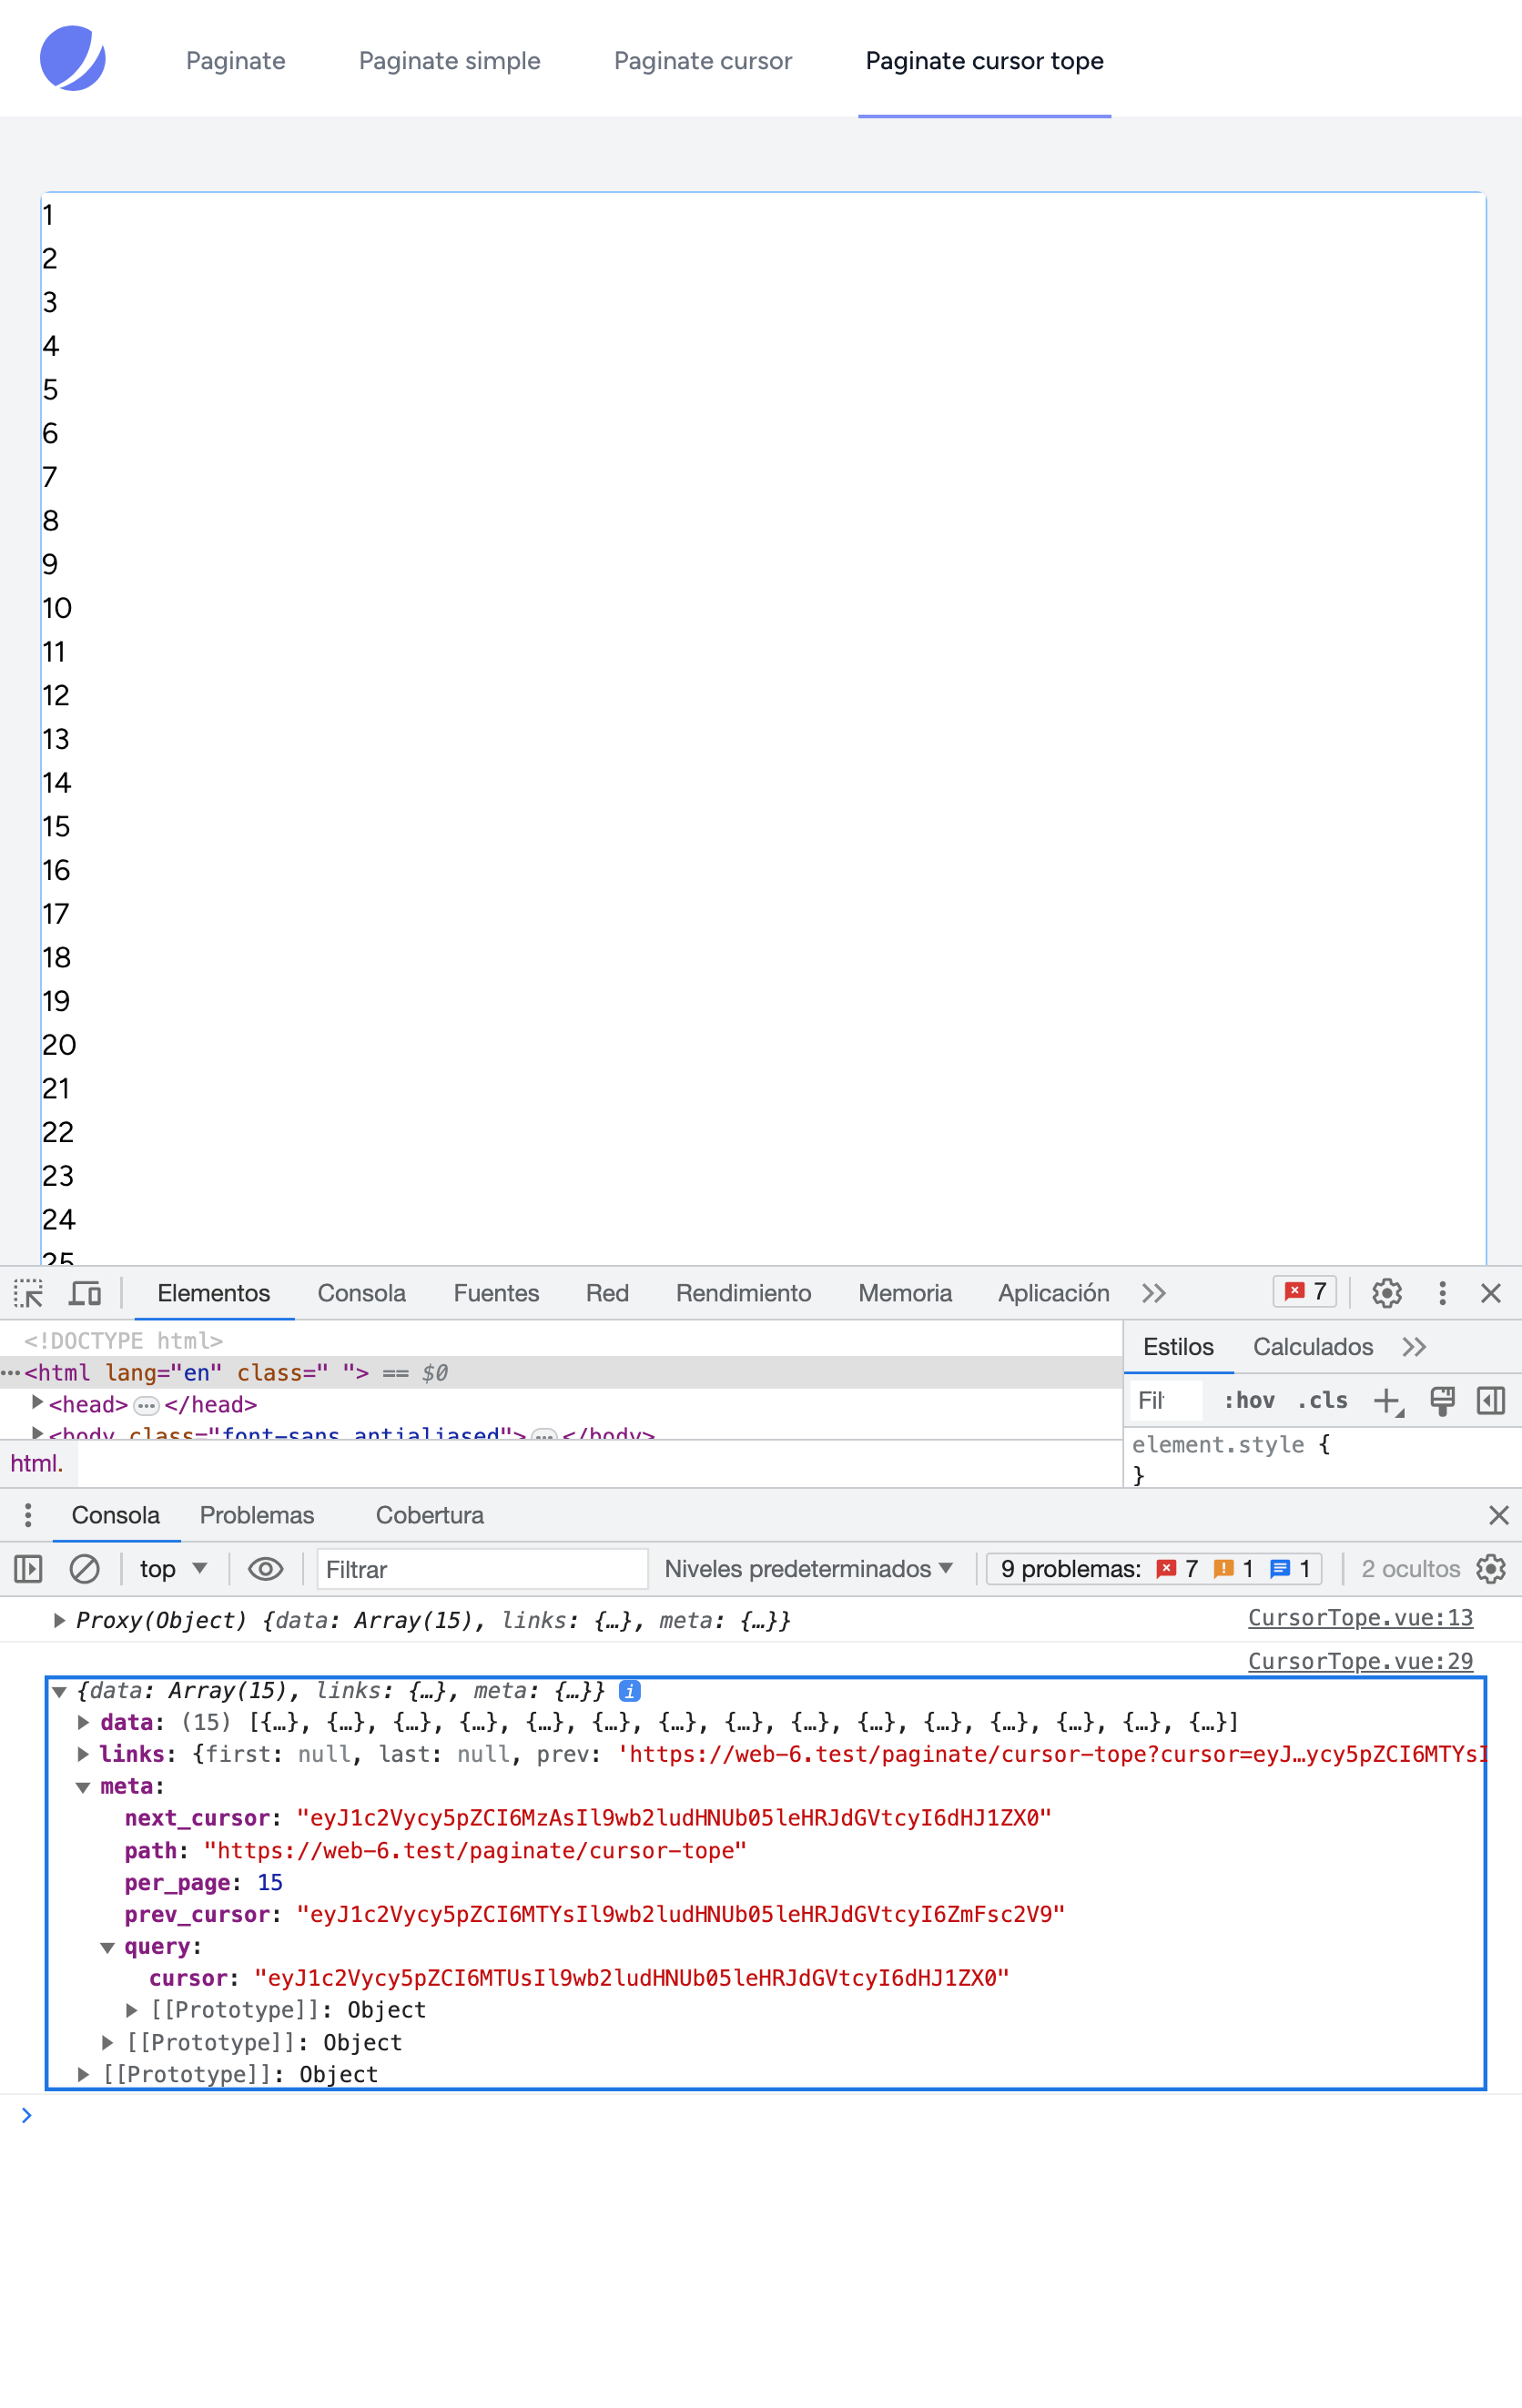 Paginate Paginate simple Paginate cursor Paginate cursor tope
1
2
3
4
5
6
7
8
9
10
11
12
13
14
15
16
17
18
19
20
21
22
23
24
25
Elementos Consola Fuentes Red Rendimiento Memoria Aplicación 7
<!DOCTYPE html>
<html lang="en" class=" "> == $0
<head> … </head>
<body class="font-sans antialiased"> … </body>
html.
Estilos Calculados
Filt :hov .cls
element.style {
}
Consola Problemas Cobertura
top Filtrar Niveles predeterminados 9 problemas: 7 1 1 2 ocultos
Proxy(Object) {data: Array(15), links: {…}, meta: {…}} CursorTope.vue:13
CursorTope.vue:29
{data: Array(15), links: {…}, meta: {…}} i
data: (15) [{…}, {…}, {…}, {…}, {…}, {…}, {…}, {…}, {…}, {…}, {…}, {…}, {…}, {…}, {…}]
links: {first: null, last: null, prev: 'https://web-6.test/paginate/cursor-tope?cursor=eyJ…ycy5pZCI6MTYsI
meta:
next_cursor: "eyJ1c2Vycy5pZCI6MzAsIl9wb2ludHNUb05leHRJdGVtcyI6dHJ1ZX0"
path: "https://web-6.test/paginate/cursor-tope"
per_page: 15
prev_cursor: "eyJ1c2Vycy5pZCI6MTYsIl9wb2ludHNUb05leHRJdGVtcyI6ZmFsc2V9"
query:
cursor: "eyJ1c2Vycy5pZCI6MTUsIl9wb2ludHNUb05leHRJdGVtcyI6dHJ1ZX0"
[[Prototype]]: Object
[[Prototype]]: Object
[[Prototype]]: Object